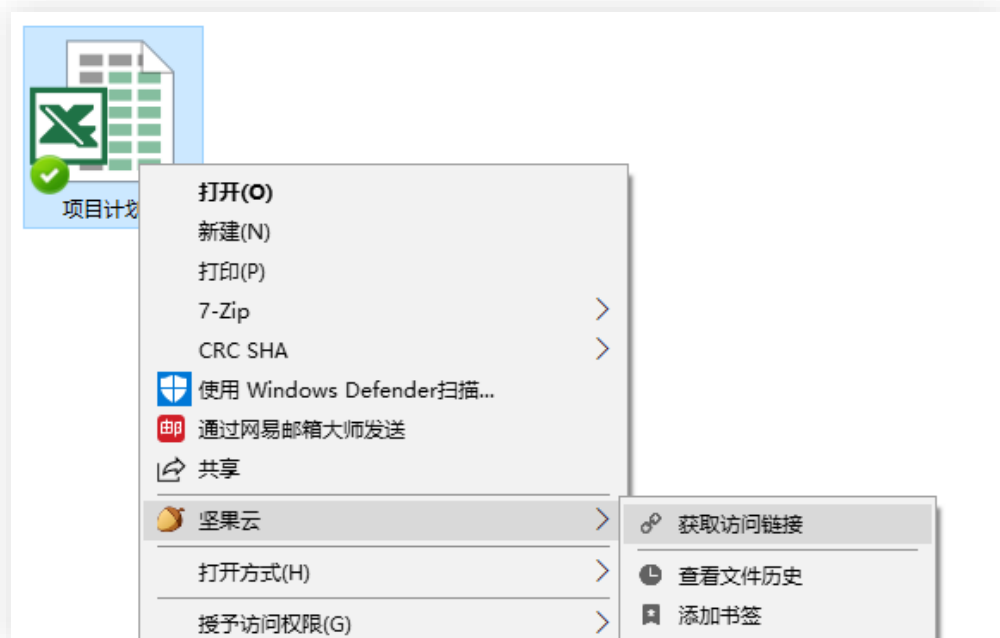 项目计划
打开(O)
新建(N)
打印(P)
7-Zip
CRC SHA
使用 Windows Defender扫描...
邮
通过网易邮箱大师发送
共享
坚果云
获取访问链接
查看文件历史
打开方式(H)
添加书签
授予访问权限(G)